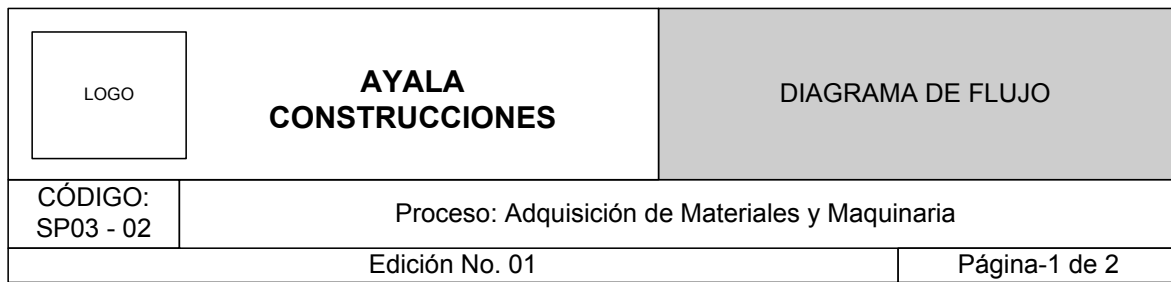 LOGO
AYALA
CONSTRUCCIONES
DIAGRAMA DE FLUJO
CÓDIGO:
SP03 - 02
Proceso: Adquisición de Materiales y Maquinaria
Edición No. 01
Página-1 de 2